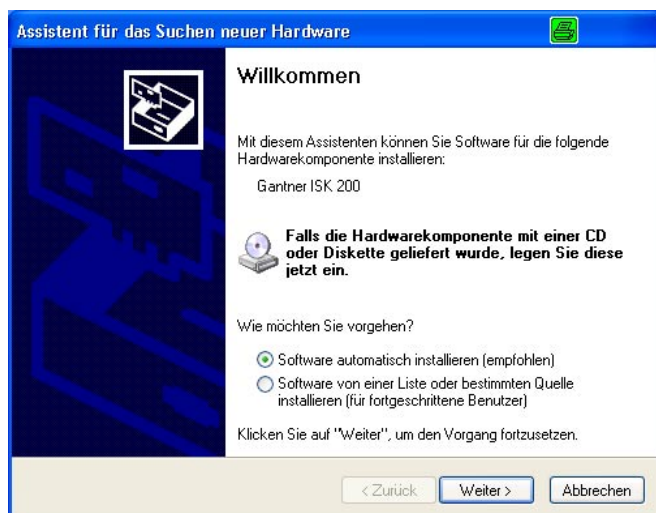 Assistent für das Suchen neuer Hardware
Willkommen
Mit diesem Assistenten können Sie Software für die folgende
Hardwarekomponente installieren:
Gantner ISK 200
Falls die Hardwarekomponente mit einer CD
oder Diskette geliefert wurde, legen Sie diese
jetzt ein.
Wie möchten Sie vorgehen?
Software automatisch installieren (empfohlen)
Software von einer Liste oder bestimmten Quelle
installieren (für fortgeschrittene Benutzer)
Klicken Sie auf "Weiter", um den Vorgang fortzusetzen.
< Zurück Weiter > Abbrechen